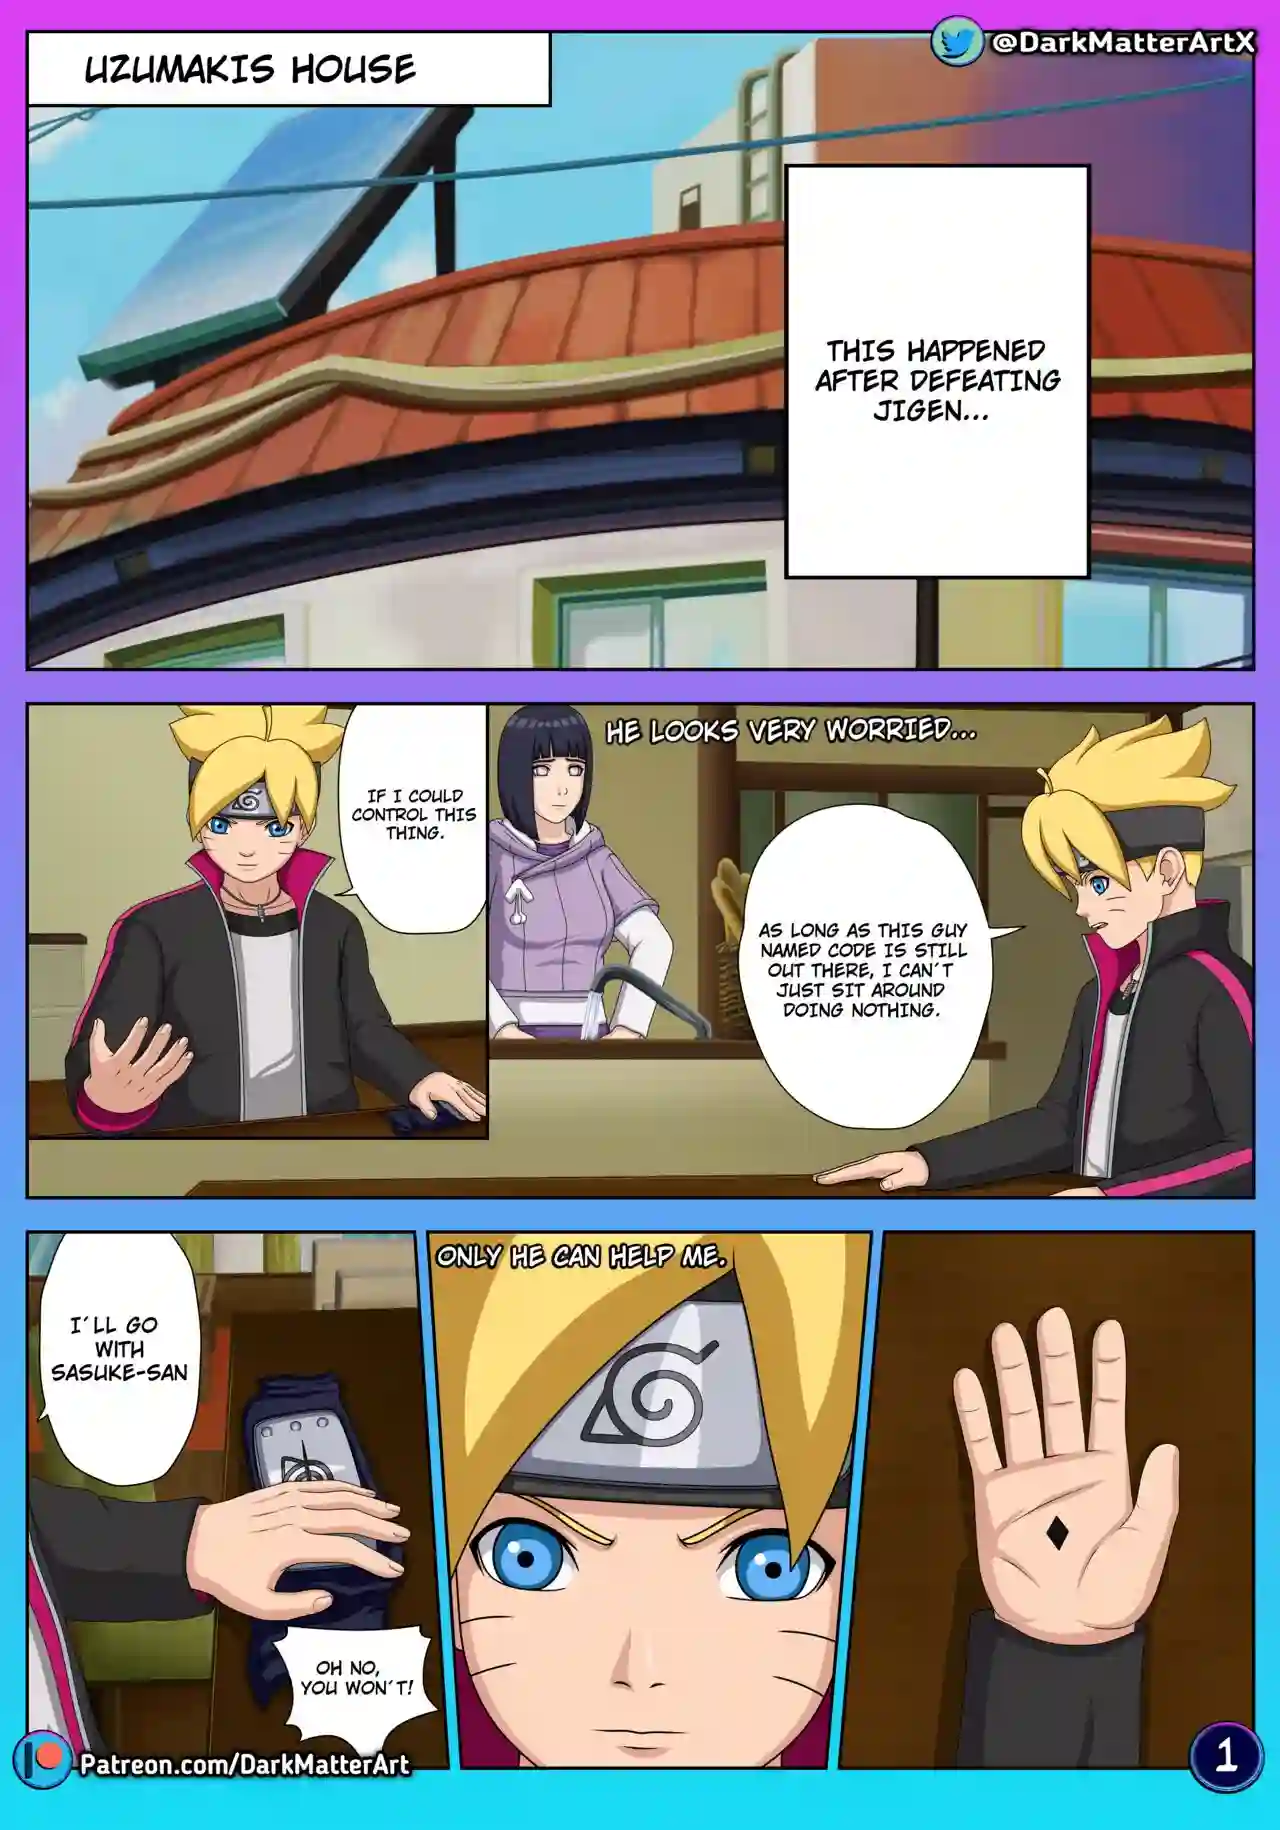 @DarkMatterArtX
UZUMAKIS HOUSE
THIS HAPPENED
AFTER DEFEATING
JIGEN...
IF I COULD
CONTROL THIS
THING.
HE LOOKS VERY WORRIED...
AS LONG AS THIS GUY
NAMED CODE IS STILL
OUT THERE, I CAN´T
JUST SIT AROUND
DOING NOTHING.
I´LL GO
WITH
SASUKE-SAN
OH NO,
YOU WON´T!
ONLY HE CAN HELP ME.
Patreon.com/DarkMatterArt
1